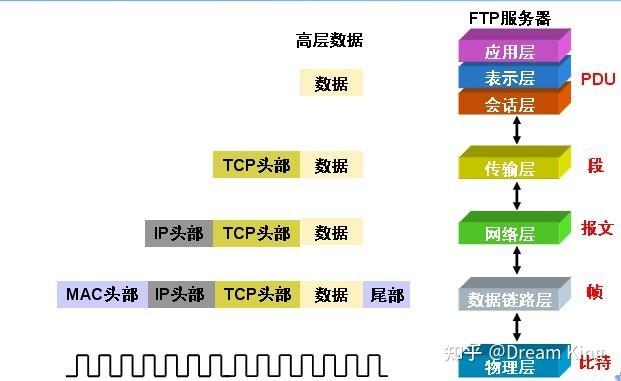 FTP服务器
高层数据
应用层
表示层
数据
PDU
会话层
TCP头部 数据
传输层
段
IP头部 TCP头部 数据
网络层
报文
MAC头部 IP头部 TCP头部 数据 尾部
数据链路层
帧
知乎 @Dream King
物理层
比符